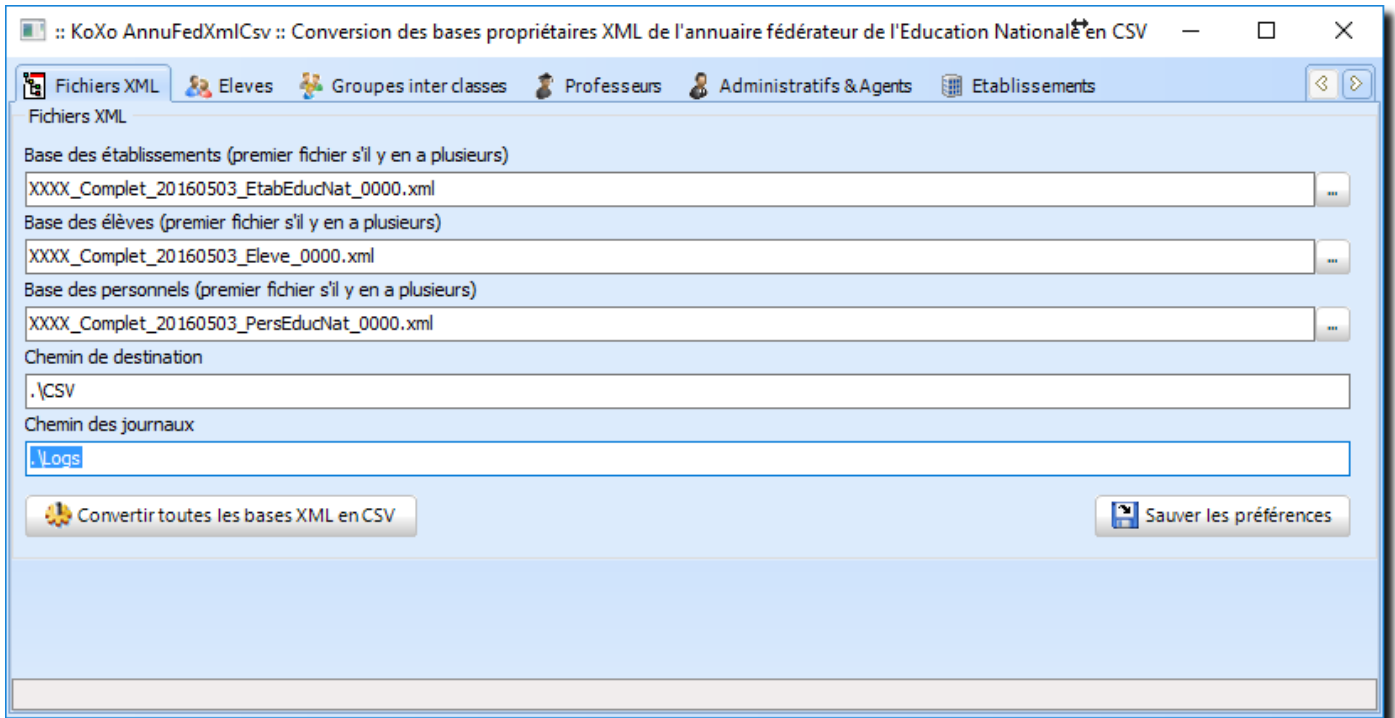 :: KoXo AnnuFedXmlCsv :: Conversion des bases propriétaires XML de l'annuaire fédérateur de l'Education Nationale en CSV
Fichiers XML Eleves Groupes inter classes Professeurs Administratifs & Agents Etablissements
Fichiers XML
Base des établissements (premier fichier s'il y en a plusieurs)
XXXX_Complet_20160503_EtabEducNat_0000.xml ...
Base des élèves (premier fichier s'il y en a plusieurs)
XXXX_Complet_20160503_Eleve_0000.xml ...
Base des personnels (premier fichier s'il y en a plusieurs)
XXXX_Complet_20160503_PersEducNat_0000.xml ...
Chemin de destination
.\CSV
Chemin des journaux
.\Logs
Convertir toutes les bases XML en CSV Sauver les préférences